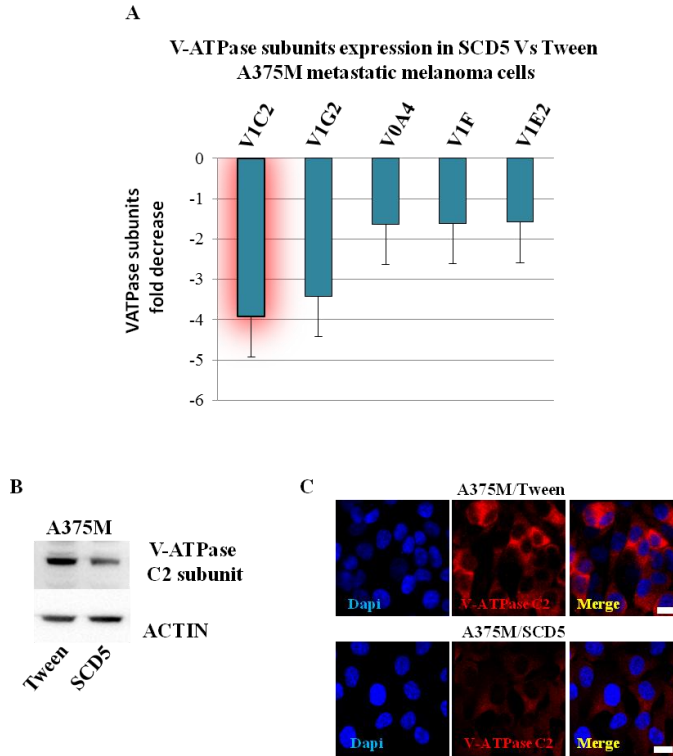 A
V-ATPase subunits expression in SCD5 Vs Tween
A375M metastatic melanoma cells
V1C2
V1G2
V0A4
V1F
V1E2
VATPase subunits
fold decrease
0
-1
-2
-3
-4
-5
-6
B
A375M
V-ATPase
C2 subunit
ACTIN
Tween
SCD5
C
A375M/Tween
Dapi
V-ATPase C2
Merge
A375M/SCD5
Dapi
V-ATPase C2
Merge